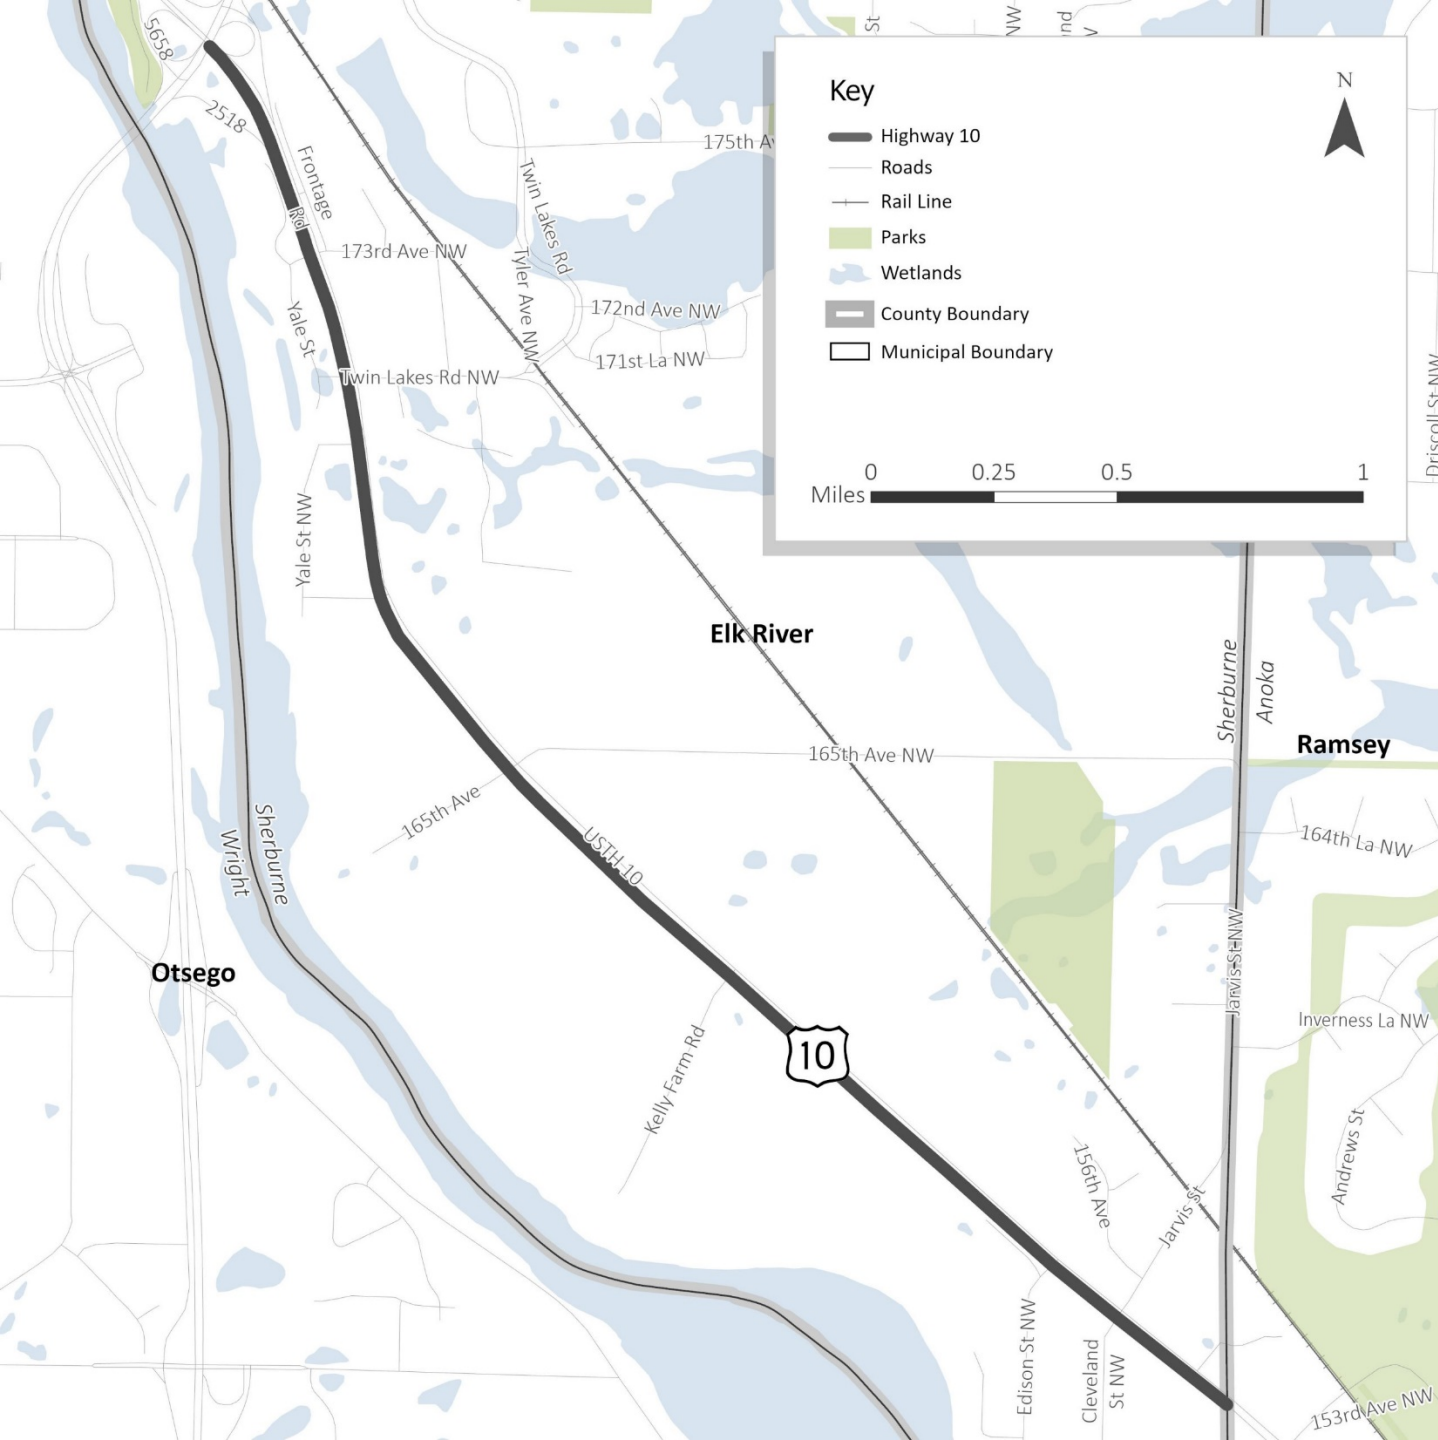 5658
St
NW
nd
2518
Frontage
Rd
175th A
Twin Lakes Rd
173rd Ave NW
Tyler Ave NW
172nd Ave NW
171st La NW
Yale St
Twin Lakes Rd NW
Yale St NW
Key
N
Highway 10
Roads
Rail Line
Parks
Wetlands
County Boundary
Municipal Boundary
0 0.25 0.5 1
Miles
Driscoll St NW
Elk River
Sherburne
Anoka
Ramsey
165th Ave NW
165th Ave
USTH 10
Sherburne
Wright
164th La NW
Otsego
Jarvis St NW
Inverness La NW
10
Kelly Farm Rd
Andrews St
156th Ave
Jarvis St
Edison St NW
Cleveland
St NW
153rd Ave NW